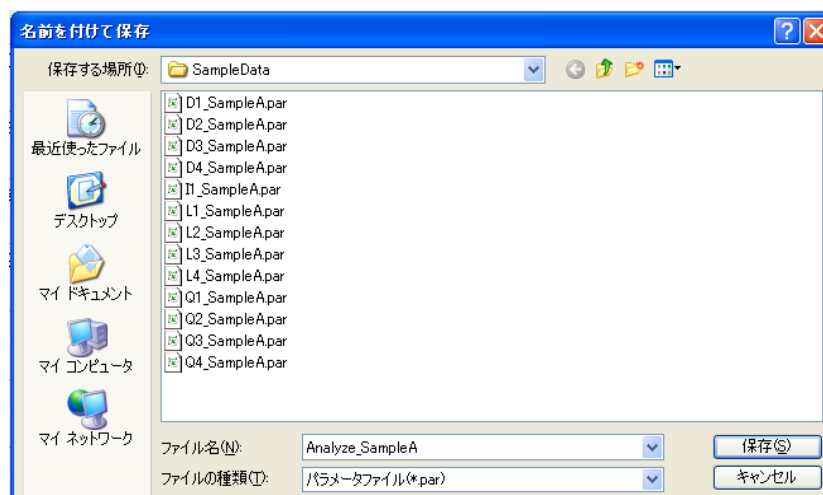 名前を付けて保存
保存する場所(I):
SampleData
最近使ったファイル
デスクトップ
マイ ドキュメント
マイ コンピュータ
マイ ネットワーク
D1_SampleA.par
D2_SampleA.par
D3_SampleA.par
D4_SampleA.par
I1_SampleA.par
L1_SampleA.par
L2_SampleA.par
L3_SampleA.par
L4_SampleA.par
Q1_SampleA.par
Q2_SampleA.par
Q3_SampleA.par
Q4_SampleA.par
ファイル名(N): Analyze_SampleA 保存(S)
ファイルの種類(T): パラメータファイル(*.par) キャンセル